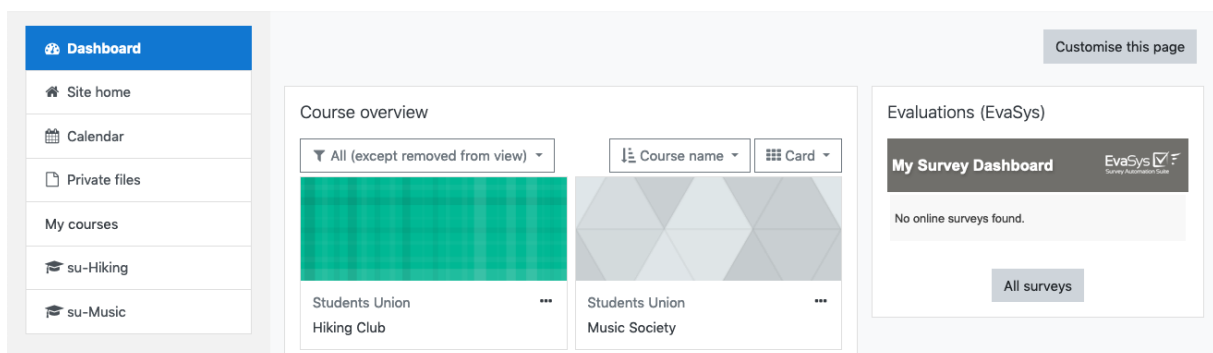 Dashboard
Site home
Calendar
Private files
My courses
su-Hiking
su-Music
Customise this page
Course overview
All (except removed from view)
Course name
Card
Students Union
Hiking Club
Students Union
Music Society
Evaluations (EvaSys)
My Survey Dashboard
EvaSys
Survey Automation Suite
No online surveys found.
All surveys